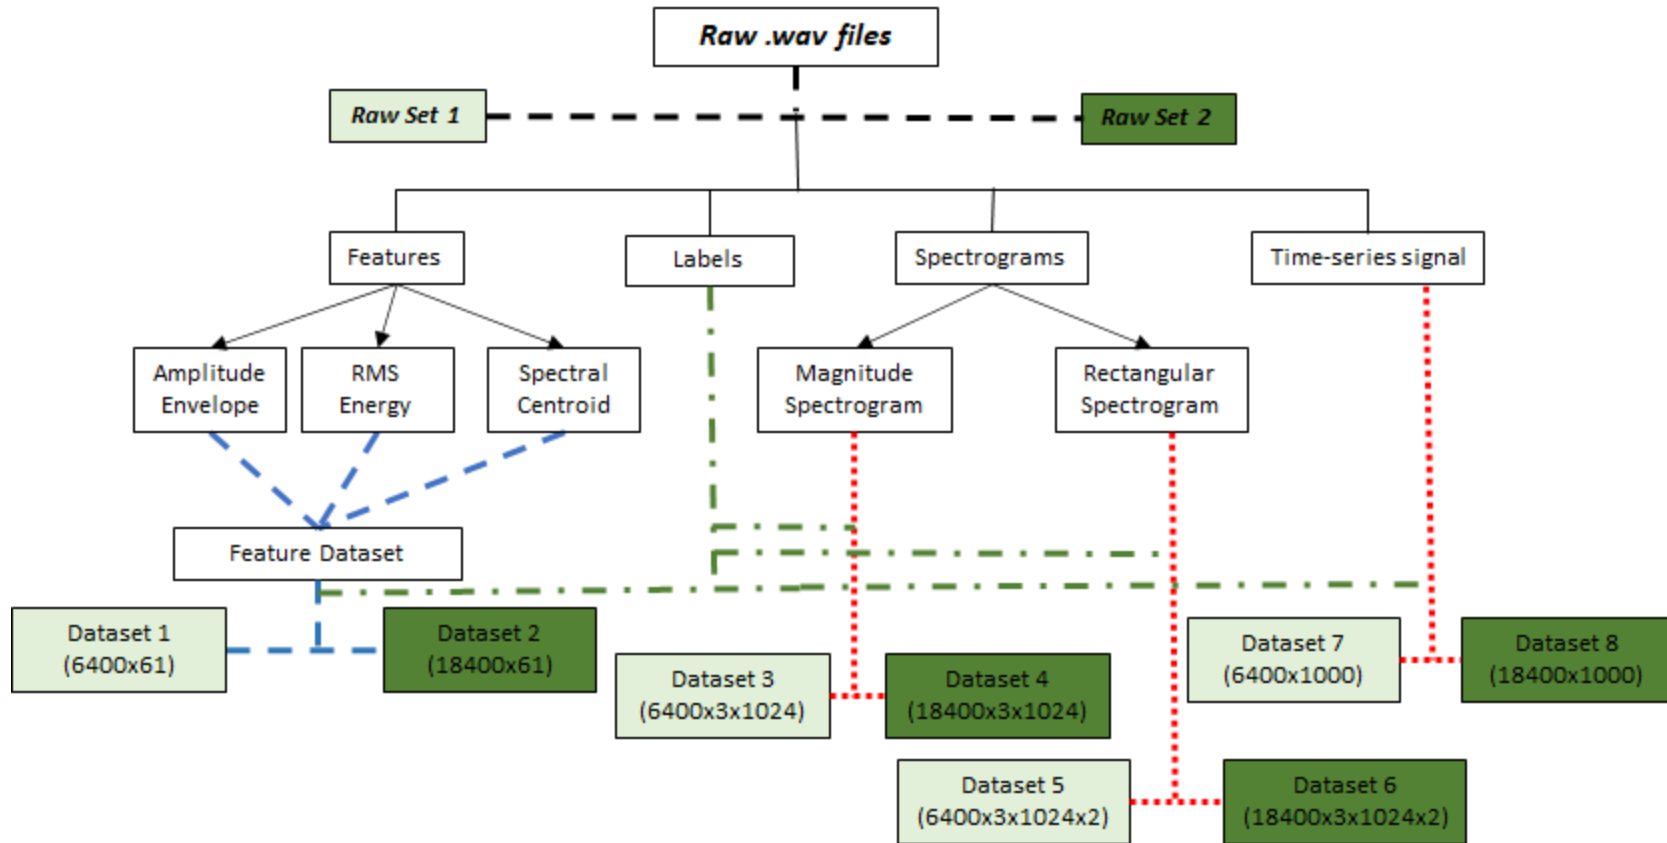 Raw .wav files
Raw Set 1
Raw Set 2
Features
Labels
Spectrograms
Time-series signal
Amplitude
Envelope
RMS
Energy
Spectral
Centroid
Magnitude
Spectrogram
Rectangular
Spectrogram
Feature Dataset
Dataset 1
(6400x61)
Dataset 2
(18400x61)
Dataset 3
(6400x3x1024)
Dataset 4
(18400x3x1024)
Dataset 5
(6400x3x1024x2)
Dataset 6
(18400x3x1024x2)
Dataset 7
(6400x1000)
Dataset 8
(18400x1000)